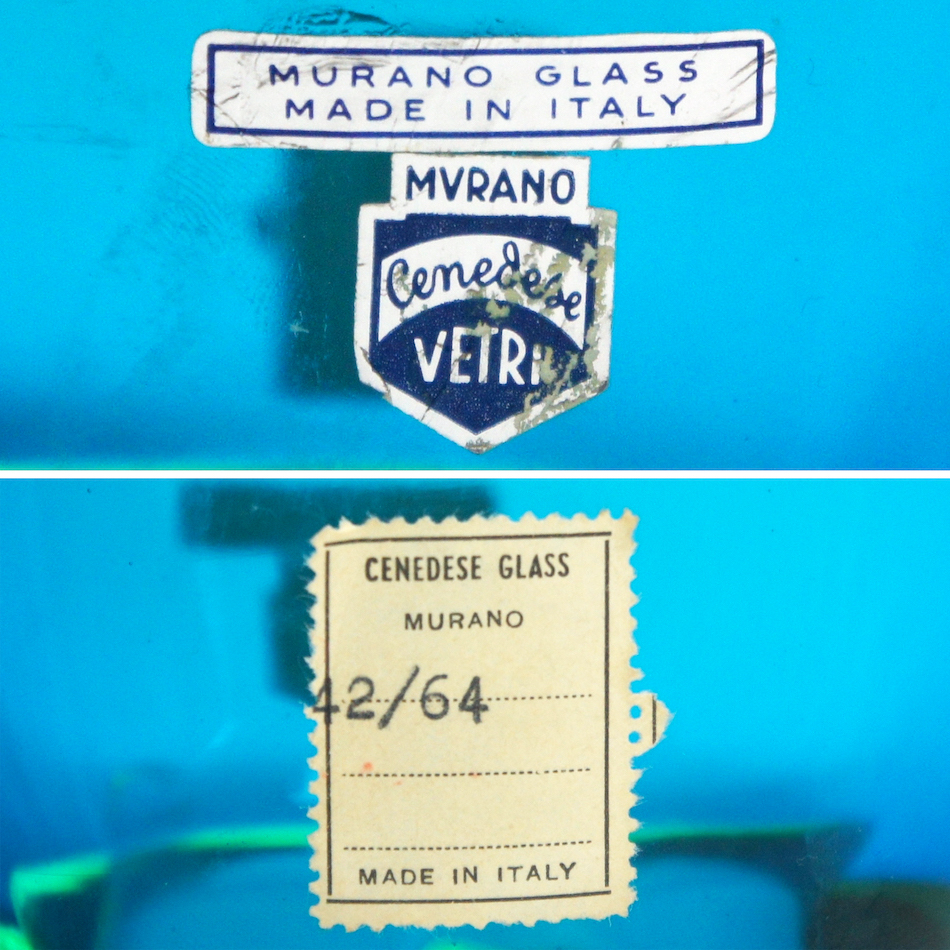 MURANO GLASS
MADE IN ITALY
MVRANO
Cenedese
VETRI
CENEDESE GLASS
MURANO
42/64
MADE IN ITALY